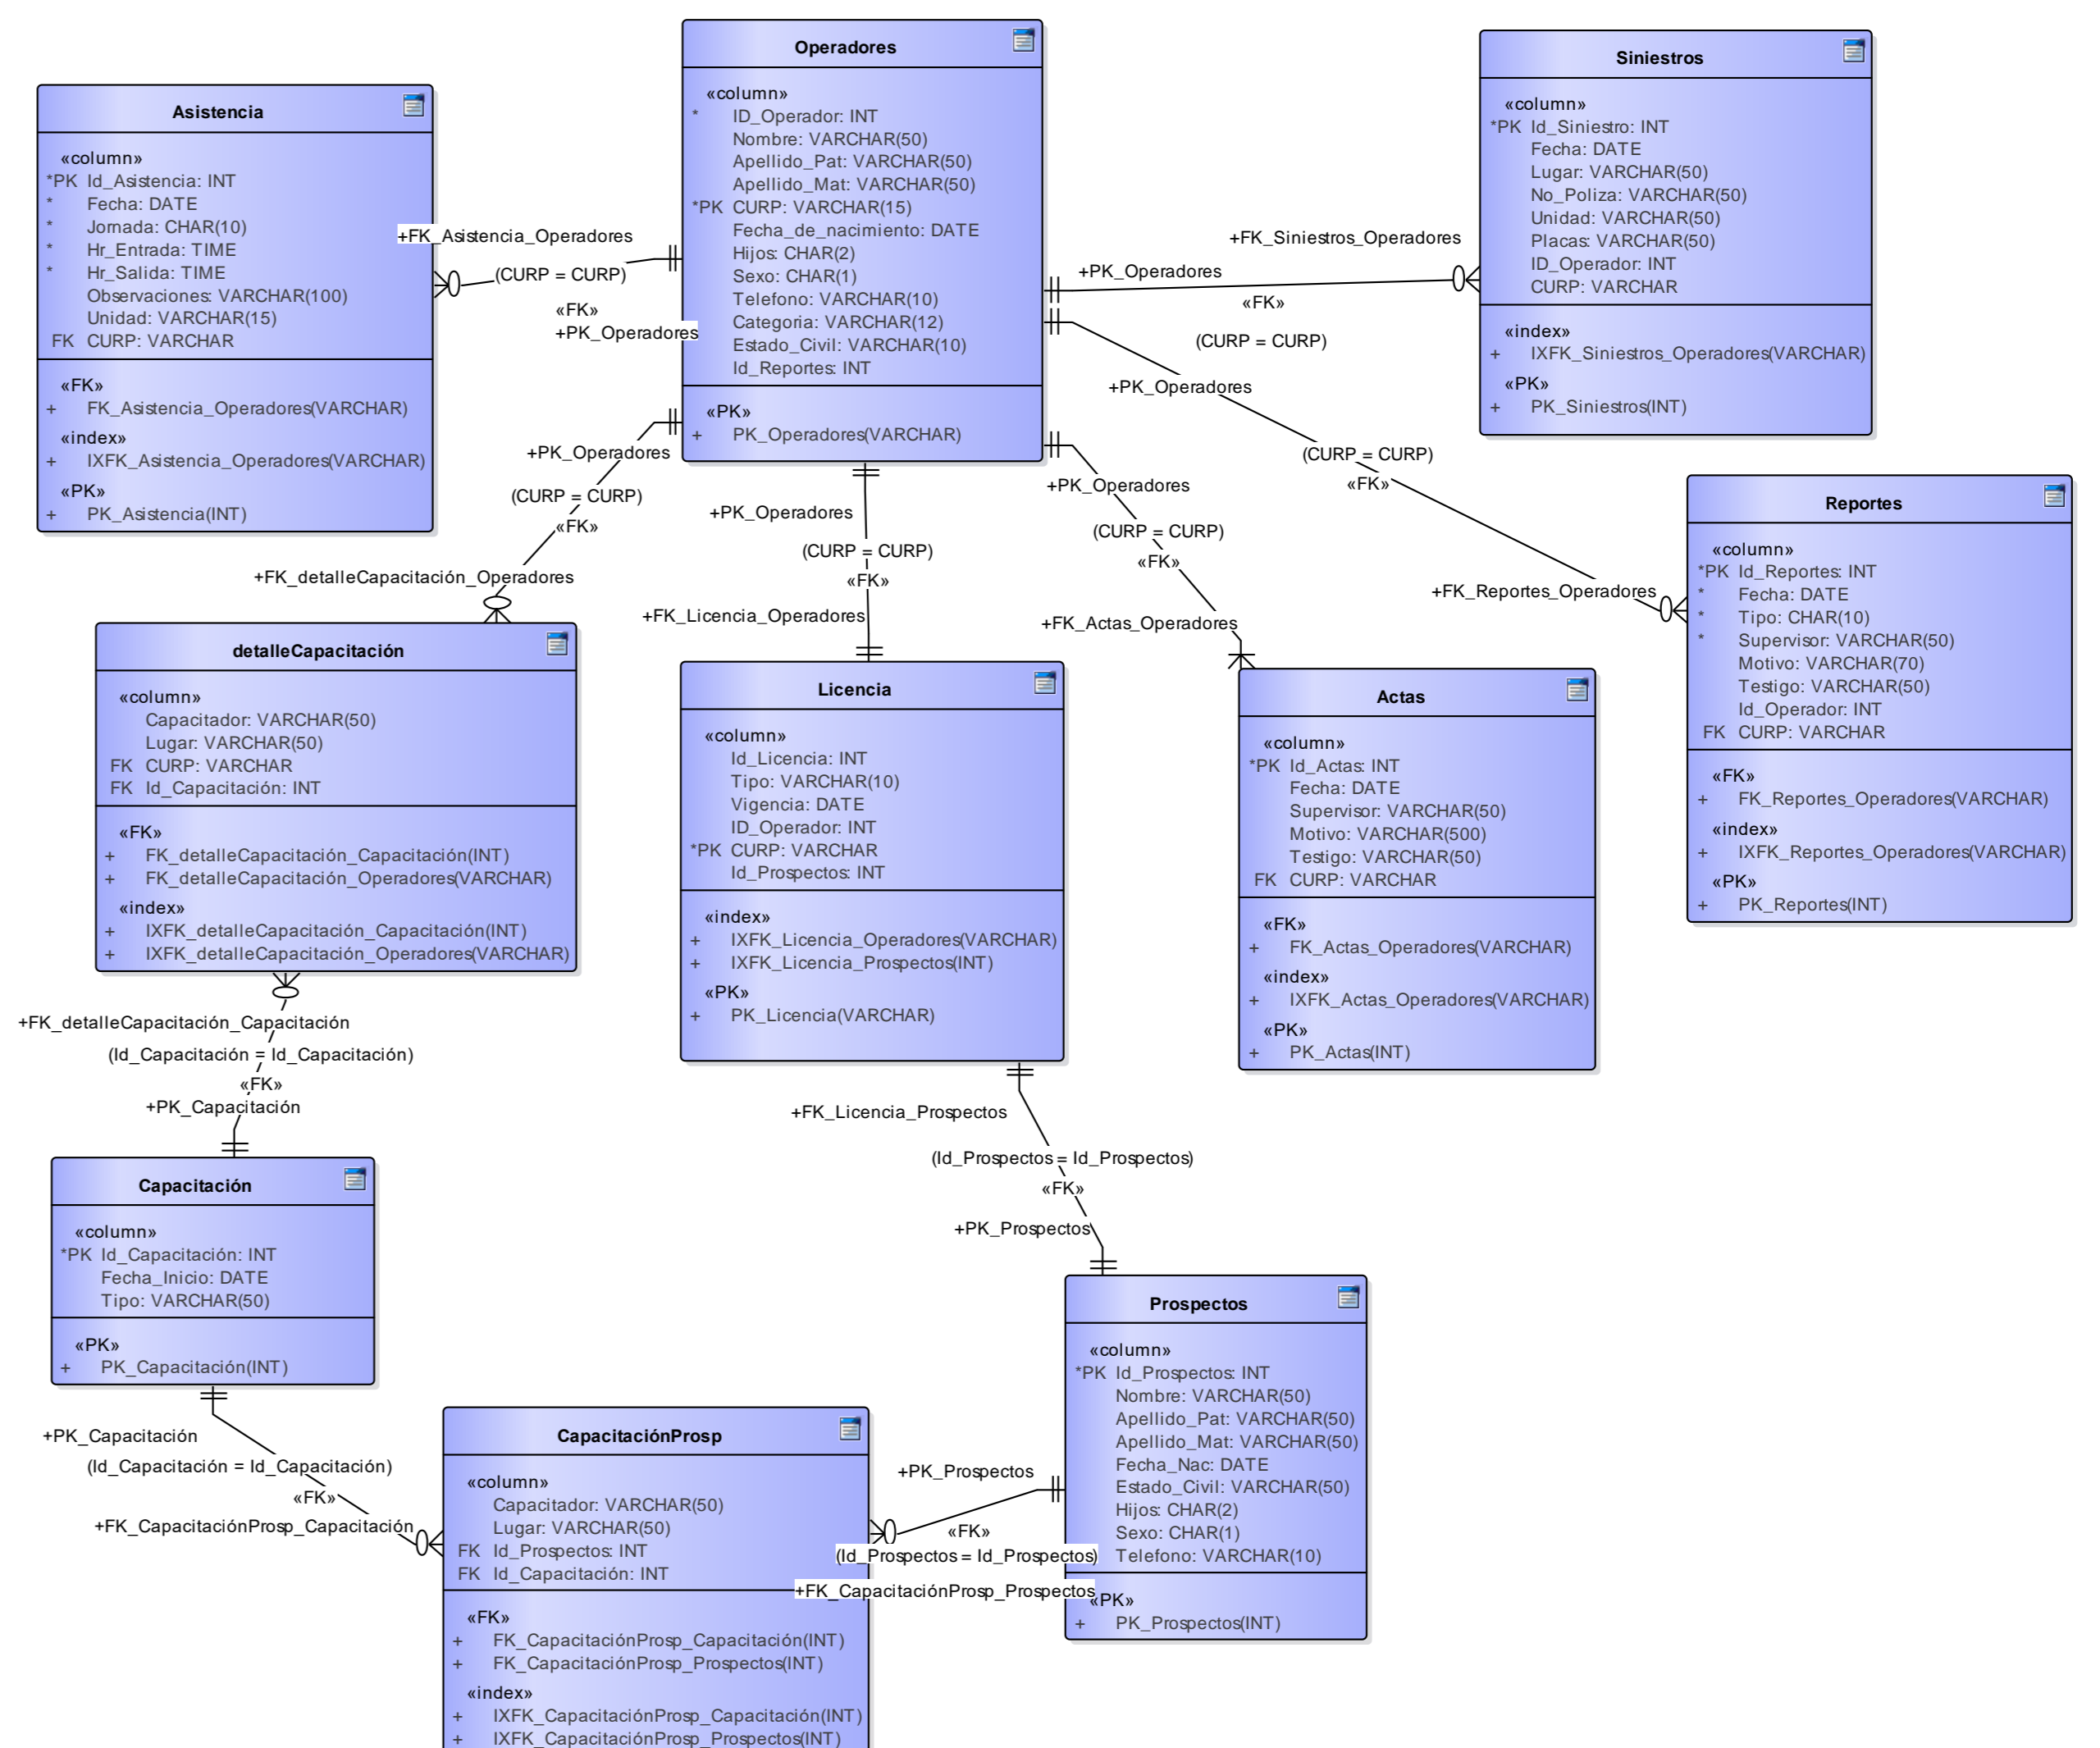 Operadores
«column»
* ID_Operador: INT
Nombre: VARCHAR(50)
Apellido_Pat: VARCHAR(50)
Apellido_Mat: VARCHAR(50)
*PK CURP: VARCHAR(15)
Fecha_de_nacimiento: DATE
Hijos: CHAR(2)
Sexo: CHAR(1)
Telefono: VARCHAR(10)
Categoria: VARCHAR(12)
Estado_Civil: VARCHAR(10)
Id_Reportes: INT
«PK»
+ PK_Operadores(VARCHAR)
Siniestros
«column»
*PK Id_Siniestro: INT
Fecha: DATE
Lugar: VARCHAR(50)
No_Poliza: VARCHAR(50)
Unidad: VARCHAR(50)
Placas: VARCHAR(50)
ID_Operador: INT
CURP: VARCHAR
«index»
+ IXFK_Siniestros_Operadores(VARCHAR)
«PK»
+ PK_Siniestros(INT)
Asistencia
«column»
*PK Id_Asistencia: INT
* Fecha: DATE
* Jornada: CHAR(10)
* Hr_Entrada: TIME
* Hr_Salida: TIME
Observaciones: VARCHAR(100)
Unidad: VARCHAR(15)
FK CURP: VARCHAR
«FK»
+ FK_Asistencia_Operadores(VARCHAR)
«index»
+ IXFK_Asistencia_Operadores(VARCHAR)
«PK»
+ PK_Asistencia(INT)
+FK_Asistencia_Operadores
(CURP = CURP)
«FK»
+PK_Operadores
+FK_Siniestros_Operadores
+PK_Operadores
«FK»
(CURP = CURP)
+PK_Operadores
(CURP = CURP)
«FK»
+FK_Reportes_Operadores
+PK_Operadores
(CURP = CURP)
«FK»
+FK_detalleCapacitación_Operadores
+PK_Operadores
(CURP = CURP)
«FK»
+FK_Licencia_Operadores
+PK_Operadores
(CURP = CURP)
«FK»
+FK_Actas_Operadores
Reportes
«column»
*PK Id_Reportes: INT
* Fecha: DATE
* Tipo: CHAR(10)
* Supervisor: VARCHAR(50)
Motivo: VARCHAR(70)
Testigo: VARCHAR(50)
Id_Operador: INT
FK CURP: VARCHAR
«FK»
+ FK_Reportes_Operadores(VARCHAR)
«index»
+ IXFK_Reportes_Operadores(VARCHAR)
«PK»
+ PK_Reportes(INT)
detalleCapacitación
«column»
Capacitador: VARCHAR(50)
Lugar: VARCHAR(50)
FK CURP: VARCHAR
FK Id_Capacitación: INT
«FK»
+ FK_detalleCapacitación_Capacitación(INT)
+ FK_detalleCapacitación_Operadores(VARCHAR)
«index»
+ IXFK_detalleCapacitación_Capacitación(INT)
+ IXFK_detalleCapacitación_Operadores(VARCHAR)
Licencia
«column»
Id_Licencia: INT
Tipo: VARCHAR(10)
Vigencia: DATE
ID_Operador: INT
*PK CURP: VARCHAR
Id_Prospectos: INT
«index»
+ IXFK_Licencia_Operadores(VARCHAR)
+ IXFK_Licencia_Prospectos(INT)
«PK»
+ PK_Licencia(VARCHAR)
Actas
«column»
*PK Id_Actas: INT
Fecha: DATE
Supervisor: VARCHAR(50)
Motivo: VARCHAR(500)
Testigo: VARCHAR(50)
FK CURP: VARCHAR
«FK»
+ FK_Actas_Operadores(VARCHAR)
«index»
+ IXFK_Actas_Operadores(VARCHAR)
«PK»
+ PK_Actas(INT)
+FK_detalleCapacitación_Capacitación
(Id_Capacitación = Id_Capacitación)
«FK»
+PK_Capacitación
+FK_Licencia_Prospectos
(Id_Prospectos = Id_Prospectos)
«FK»
+PK_Prospectos
Capacitación
«column»
*PK Id_Capacitación: INT
Fecha_Inicio: DATE
Tipo: VARCHAR(50)
«PK»
+ PK_Capacitación(INT)
+PK_Capacitación
(Id_Capacitación = Id_Capacitación)
«FK»
+FK_CapacitaciónProsp_Capacitación
CapacitaciónProsp
«column»
Capacitador: VARCHAR(50)
Lugar: VARCHAR(50)
FK Id_Prospectos: INT
FK Id_Capacitación: INT
«FK»
+ FK_CapacitaciónProsp_Capacitación(INT)
+ FK_CapacitaciónProsp_Prospectos(INT)
«index»
+ IXFK_CapacitaciónProsp_Capacitación(INT)
+ IXFK_CapacitaciónProsp_Prospectos(INT)
+PK_Prospectos
«FK»
(Id_Prospectos = Id_Prospectos)
+FK_CapacitaciónProsp_Prospectos
Prospectos
«column»
*PK Id_Prospectos: INT
Nombre: VARCHAR(50)
Apellido_Pat: VARCHAR(50)
Apellido_Mat: VARCHAR(50)
Fecha_Nac: DATE
Estado_Civil: VARCHAR(50)
Hijos: CHAR(2)
Sexo: CHAR(1)
Telefono: VARCHAR(10)
«PK»
+ PK_Prospectos(INT)